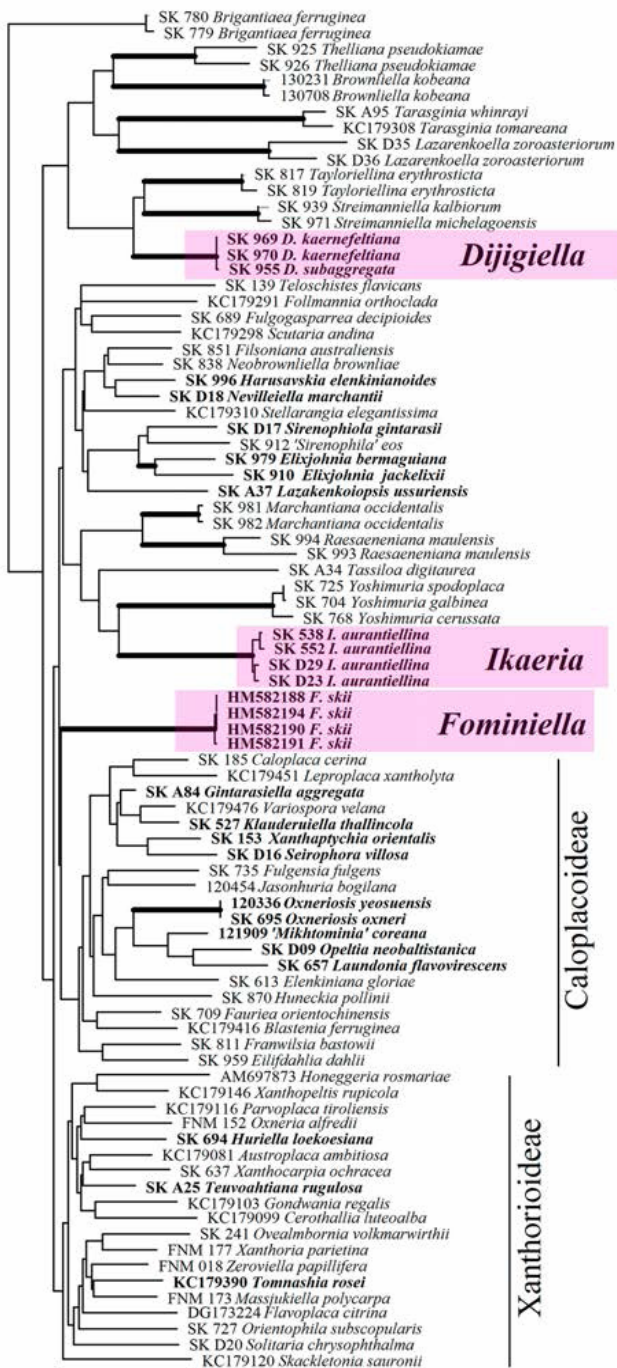 SK 780 Brigantiaea ferruginea
SK 779 Brigantiaea ferruginea
SK 925 Thelliana pseudokiamae
SK 926 Thelliana pseudokiamae
130231 Brownliella kobeana
130708 Brownliella kobeana
SK A95 Tarasginia whinrayi
KC179308 Tarasginia tomareana
SK D35 Lazarenkoella zoroasteriorum
SK D36 Lazarenkoella zoroasteriorum
SK 817 Tayloriellina erythrosticta
SK 819 Tayloriellina erythrosticta
SK 939 Streimanniella kalbiorum
SK 971 Streimanniella michelagoensis
SK 969 D. kaernefeltiana
SK 970 D. kaernefeltiana
SK 955 D. subaggregata
Dijigiella
SK 139 Teloschistes flavicans
KC179291 Follmannia orthoclada
SK 689 Fulgogasparrea decipioides
KC179298 Scutaria andina
SK 851 Filsoniana australiensis
SK 838 Neobrownliella brownliae
SK 996 Harusavskia elenkinianoides
SK D18 Nevilleiella marchantii
KC179310 Stellarangia elegantissima
SK D17 Sirenophiola gintarasii
SK 912 'Sirenophila' eos
SK 979 Elixjohnia bermaguiana
SK 910 Elixjohnia jackelixii
SK A37 Lazakenkoiopsis ussuriensis
SK 981 Marchantiana occidentalis
SK 982 Marchantiana occidentalis
SK 994 Raesaeneniana maulensis
SK 993 Raesaeneniana maulensis
SK A34 Tassiloa digitaurea
SK 725 Yoshimuria spodoplaca
SK 704 Yoshimuria galbinea
SK 768 Yoshimuria cerussata
SK 538 I. aurantiellina
SK 552 I. aurantiellina
SK D29 I. aurantiellina
SK D23 I. aurantiellina
Ikaeria
HM582188 F. skii
HM582194 F. skii
HM582190 F. skii
HM582191 F. skii
Fominiella
SK 185 Caloplaca cerina
KC179451 Leproplaca xantholyta
SK A84 Gintarasiella aggregata
KC179476 Variospora velana
SK 527 Klauderuiella thallincola
SK 153 Xanthaptychia orientalis
SK D16 Seirophora villosa
SK 735 Fulgensia fulgens
120454 Jasonhuria bogilana
120336 Oxneriosis yeosuensis
SK 695 Oxneriosis oxneri
121909 'Mikhtominia' coreana
SK D09 Opeltia neobaltistanica
SK 657 Laundonia flavovirescens
SK 613 Elenkiniana gloriae
SK 870 Huneckia pollinii
SK 709 Fauriea orientochinensis
KC179416 Blastenia ferruginea
SK 811 Franwilsia bastowii
SK 959 Eilifdahlia dahlii
Caloplacoideae
AM697873 Honeggeria rosmariae
KC179146 Xanthopeltis rupicola
KC179116 Parvoplaca tiroliensis
FNM 152 Oxneria alfredii
SK 694 Huriella loekoesiana
KC179081 Austroplaca ambitiosa
SK 637 Xanthocarpia ochracea
SK A25 Teuvoahtiana rugulosa
KC179103 Gondwania regalis
KC179099 Cerothallia luteoalba
SK 241 Ovealmbornia volkmarwirthii
FNM 177 Xanthoria parietina
FNM 018 Zeroviella papillifera
KC179390 Tomnashia rosei
FNM 173 Massjukiella polycarpa
DG173224 Flavoplaca citrina
SK 727 Orientophila subscopularis
SK D20 Solitaria chrysophthalma
KC179120 Skackletonia sauronii
Xanthorioideae